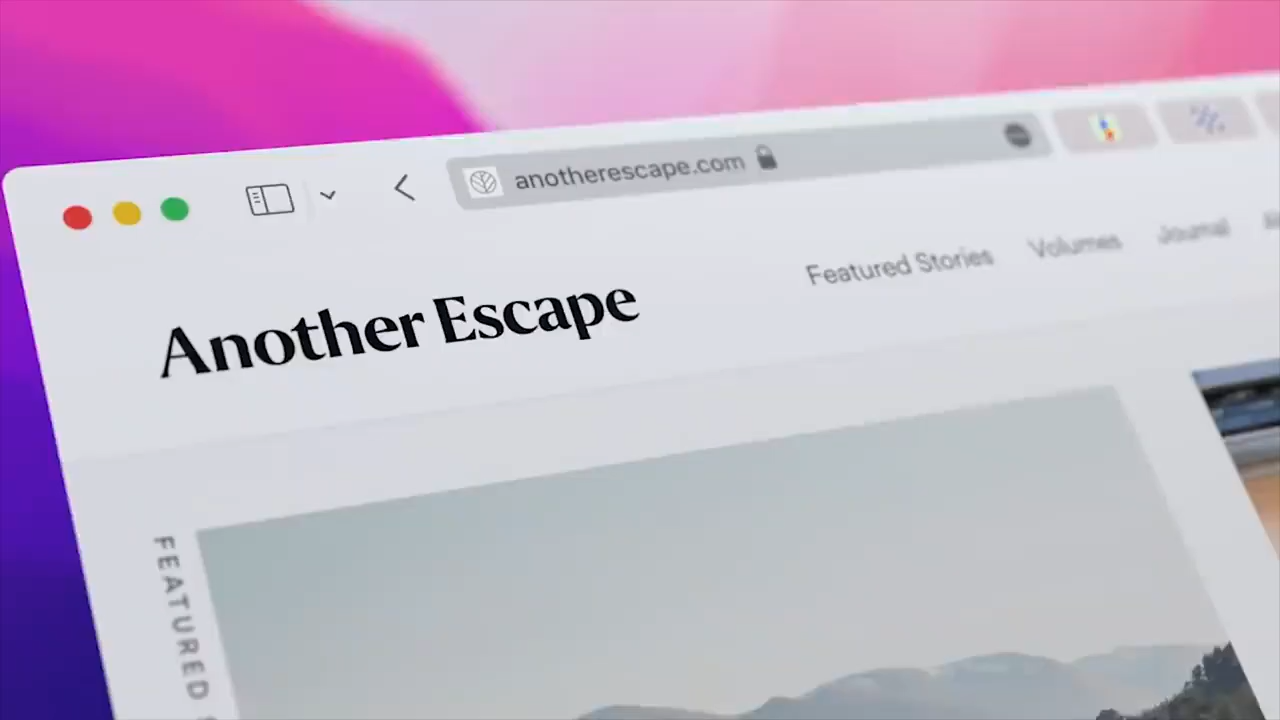 anotherescape.com
Another Escape
Featured Stories
Volumes
Journal
FEATURED